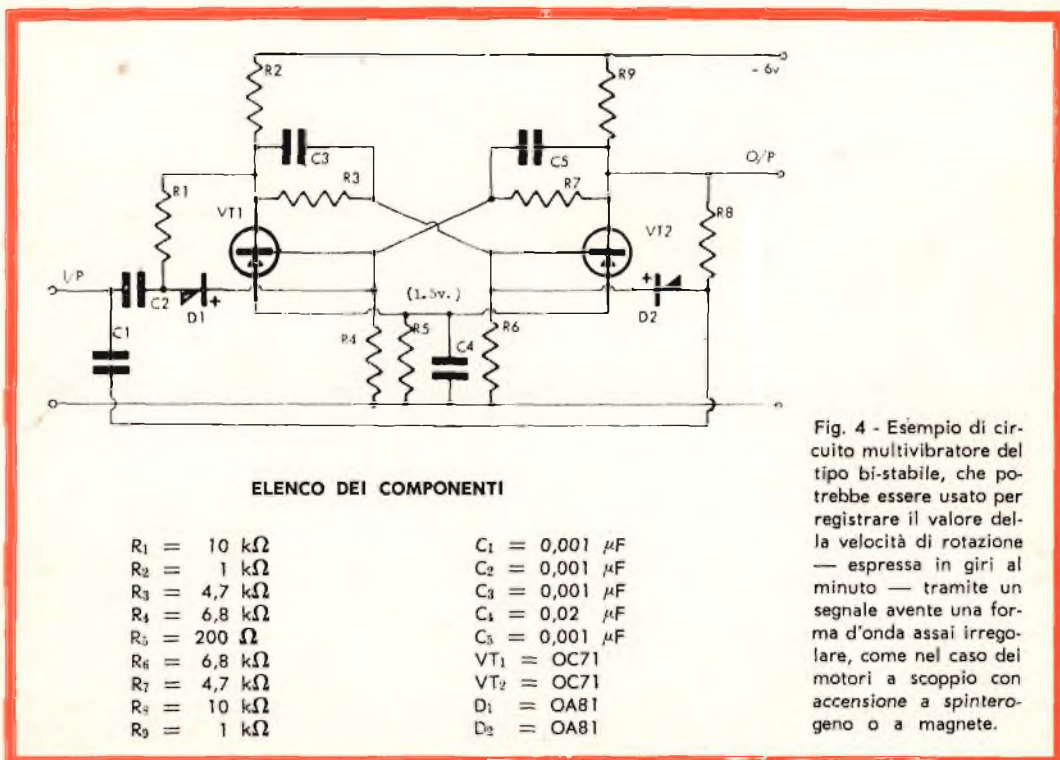 R2
R9
- 6v
C3
C5
O/P
R1
R3
R7
R8
VT1
VT2
I/P
(1.5v.)
C2
D1
+
+
D2
C1
R4
R5
C4
R6
ELENCO DEI COMPONENTI
R1 = 10 kΩ
R2 = 1 kΩ
R3 = 4,7 kΩ
R4 = 6,8 kΩ
R5 = 200 Ω
R6 = 6,8 kΩ
R7 = 4,7 kΩ
R8 = 10 kΩ
R9 = 1 kΩ
C1 = 0,001 µF
C2 = 0,001 µF
C3 = 0,001 µF
C4 = 0,02 µF
C5 = 0,001 µF
VT1 = OC71
VT2 = OC71
D1 = OA81
D2 = OA81
Fig. 4 - Esempio di cir-
cuito multivibratore del
tipo bi-stabile, che po-
trebbe essere usato per
registrare il valore del-
la velocità di rotazione
— espressa in giri al
minuto — tramite un
segnale avente una for-
ma d'onda assai irrego-
lare, come nel caso dei
motori a scoppio con
accensione a spintero-
geno o a magnete.